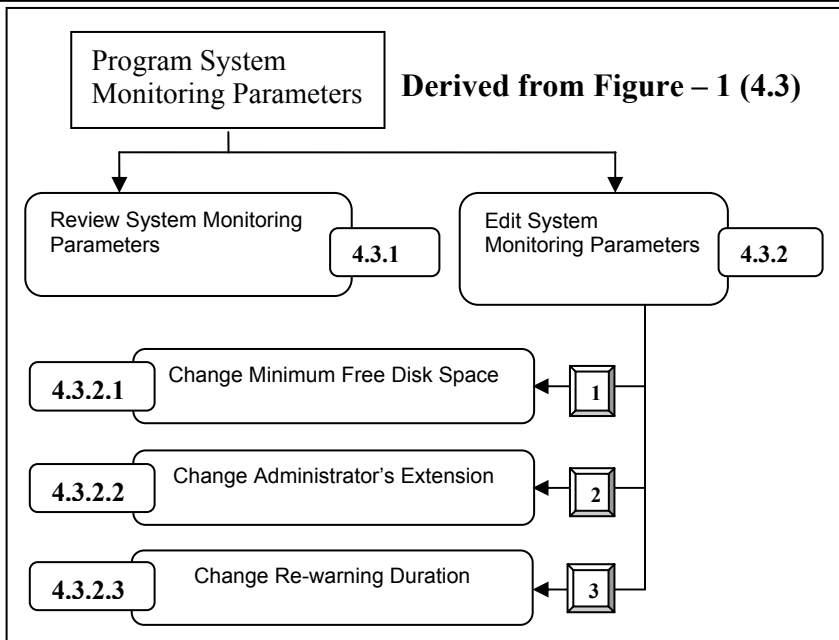 Program System
Monitoring Parameters
Derived from Figure – 1 (4.3)
Review System Monitoring
Parameters
4.3.1
Edit System
Monitoring Parameters
4.3.2
4.3.2.1
Change Minimum Free Disk Space
1
4.3.2.2
Change Administrator’s Extension
2
4.3.2.3
Change Re-warning Duration
3